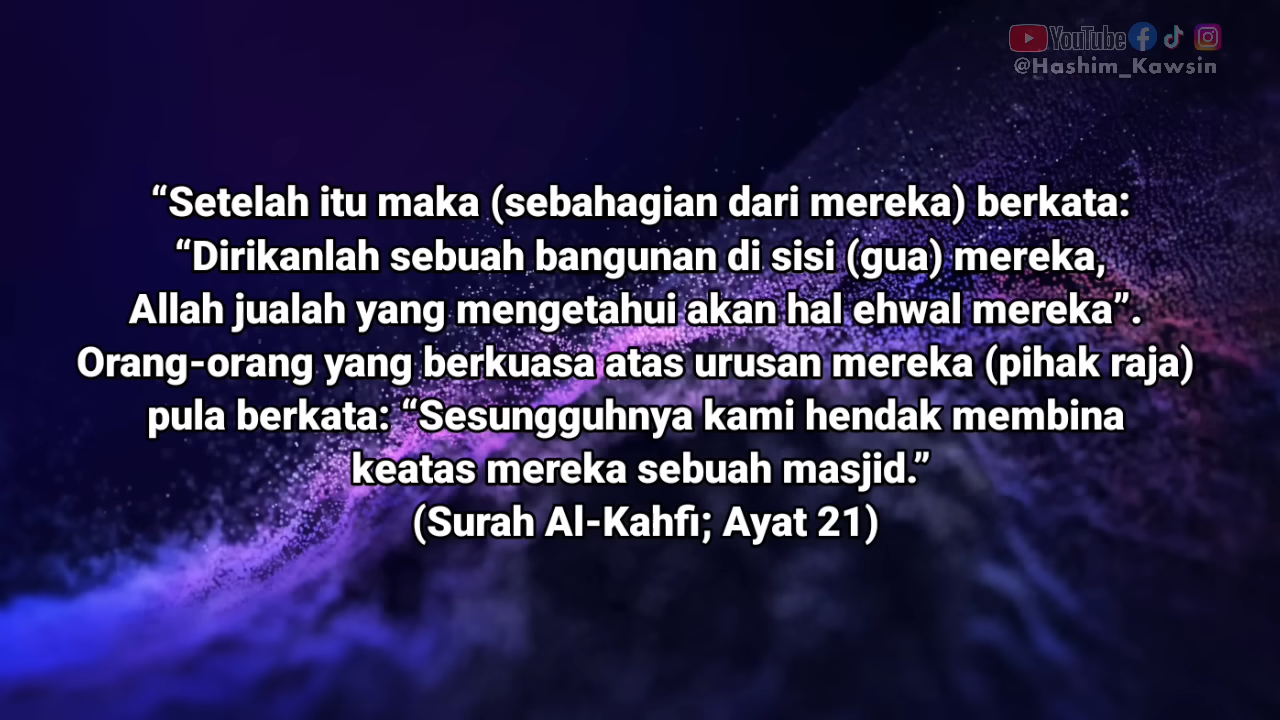 YouTube
@Hashim_Kawsin
“Setelah itu maka (sebahagian dari mereka) berkata:
“Dirikanlah sebuah bangunan di sisi (gua) mereka,
Allah jualah yang mengetahui akan hal ehwal mereka”.
Orang-orang yang berkuasa atas urusan mereka (pihak raja)
pula berkata: “Sesungguhnya kami hendak membina
keatas mereka sebuah masjid.”
(Surah Al-Kahfi; Ayat 21)